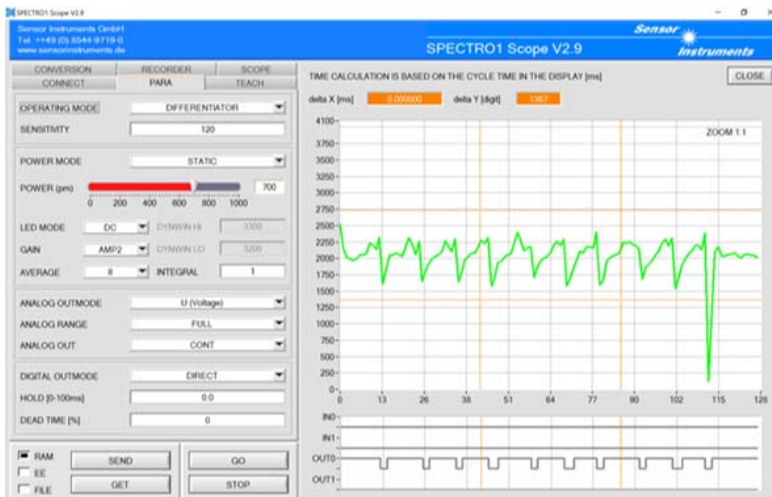 SPECTRO1 Scope V2.9
Sensor Instruments GmbH
Tel. ++49 (0) 8544-9719-0
www.sensorinstruments.de
SPECTRO1 Scope V2.9
Sensor
Instruments
CONVERSION RECORDER SCOPE
CONNECT PARA TEACH
OPERATING MODE DIFFERENTIATOR
SENSITIVITY 120
POWER MODE STATIC
POWER (pm) 700
0 200 400 600 800 1000
LED MODE DC DYNWIN HI 3300
GAIN AMP2 DYNWIN LO 3200
AVERAGE 8 INTEGRAL 1
ANALOG OUTMODE U (Voltage)
ANALOG RANGE FULL
ANALOG OUT CONT
DIGITAL OUTMODE DIRECT
HOLD [0-100ms] 0.0
DEAD TIME [%] 0
RAM SEND GO
EE
FILE GET STOP
TIME CALCULATION IS BASED ON THE CYCLE TIME IN THE DISPLAY [ms]
CLOSE
delta X [ms] 0.000000 delta Y [digit] 1367
ZOOM 1:1
4100
3750
3500
3250
3000
2750
2500
2250
2000
1750
1500
1250
1000
750
500
250
0
0 13 26 38 51 64 77 90 102 115 128
IN0
IN1
OUT0
OUT1